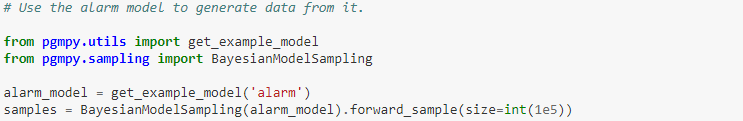 # Use the alarm model to generate data from it.
from pgmpy.utils import get_example_model
from pgmpy.sampling import BayesianModelSampling
alarm_model = get_example_model('alarm')
samples = BayesianModelSampling(alarm_model).forward_sample(size=int(1e5))